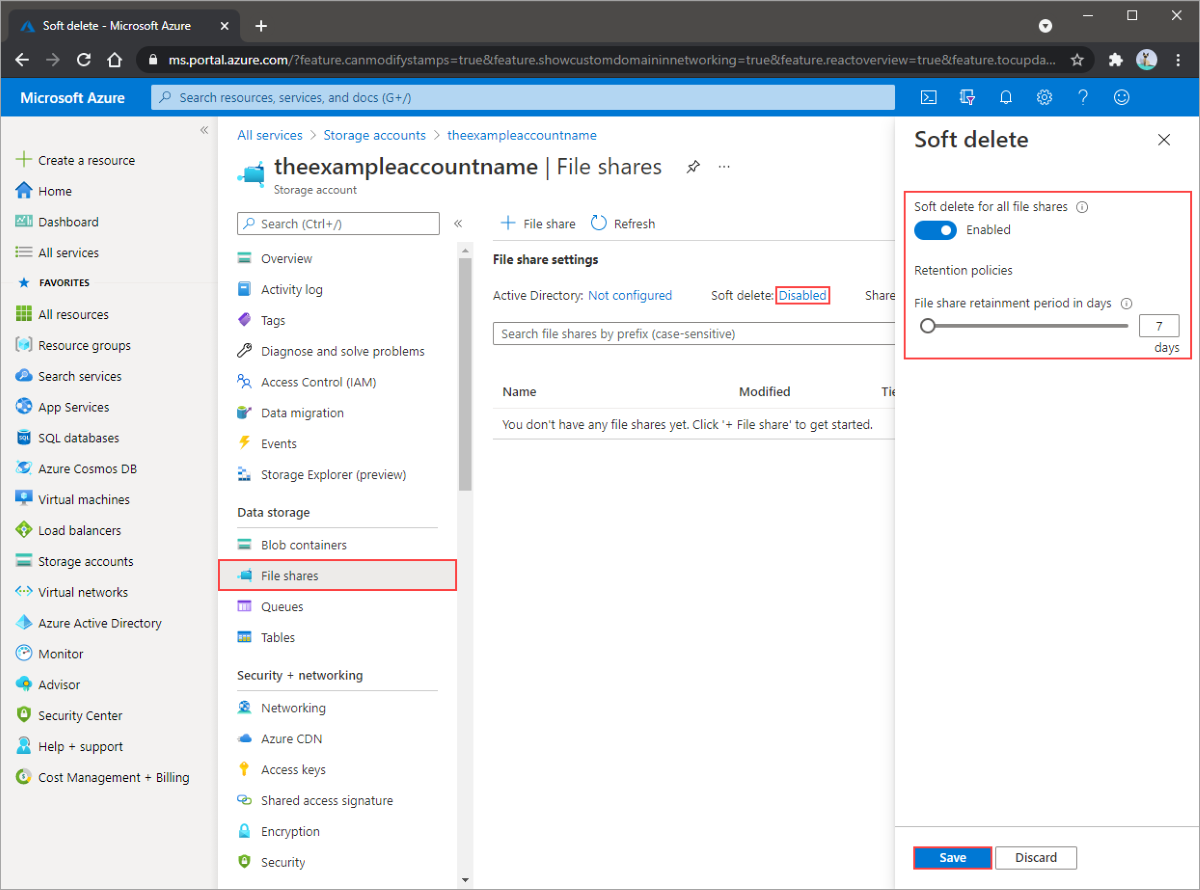 Soft delete - Microsoft Azure
ms.portal.azure.com/?feature.canmodifystamps=true&feature.showcustomdomaininnetworking=true&feature.reactoverview=true&feature.tocupda...
Microsoft Azure
Search resources, services, and docs (G+/)
Create a resource
Home
Dashboard
All services
FAVORITES
All resources
Resource groups
Search services
App Services
SQL databases
Azure Cosmos DB
Virtual machines
Load balancers
Storage accounts
Virtual networks
Azure Active Directory
Monitor
Advisor
Security Center
Help + support
Cost Management + Billing
All services > Storage accounts > theexampleaccountname
theexampleaccountname | File shares
Storage account
Search (Ctrl+/)
Overview
Activity log
Tags
Diagnose and solve problems
Access Control (IAM)
Data migration
Events
Storage Explorer (preview)
Data storage
Blob containers
File shares
Queues
Tables
Security + networking
Networking
Azure CDN
Access keys
Shared access signature
Encryption
Security
File share Refresh
File share settings
Active Directory: Not configured Soft delete: Disabled Share
Search file shares by prefix (case-sensitive)
Name Modified Tie
You don't have any file shares yet. Click '+ File share' to get started.
Soft delete
Soft delete for all file shares
Enabled
Retention policies
File share retainment period in days
7
days
Save Discard